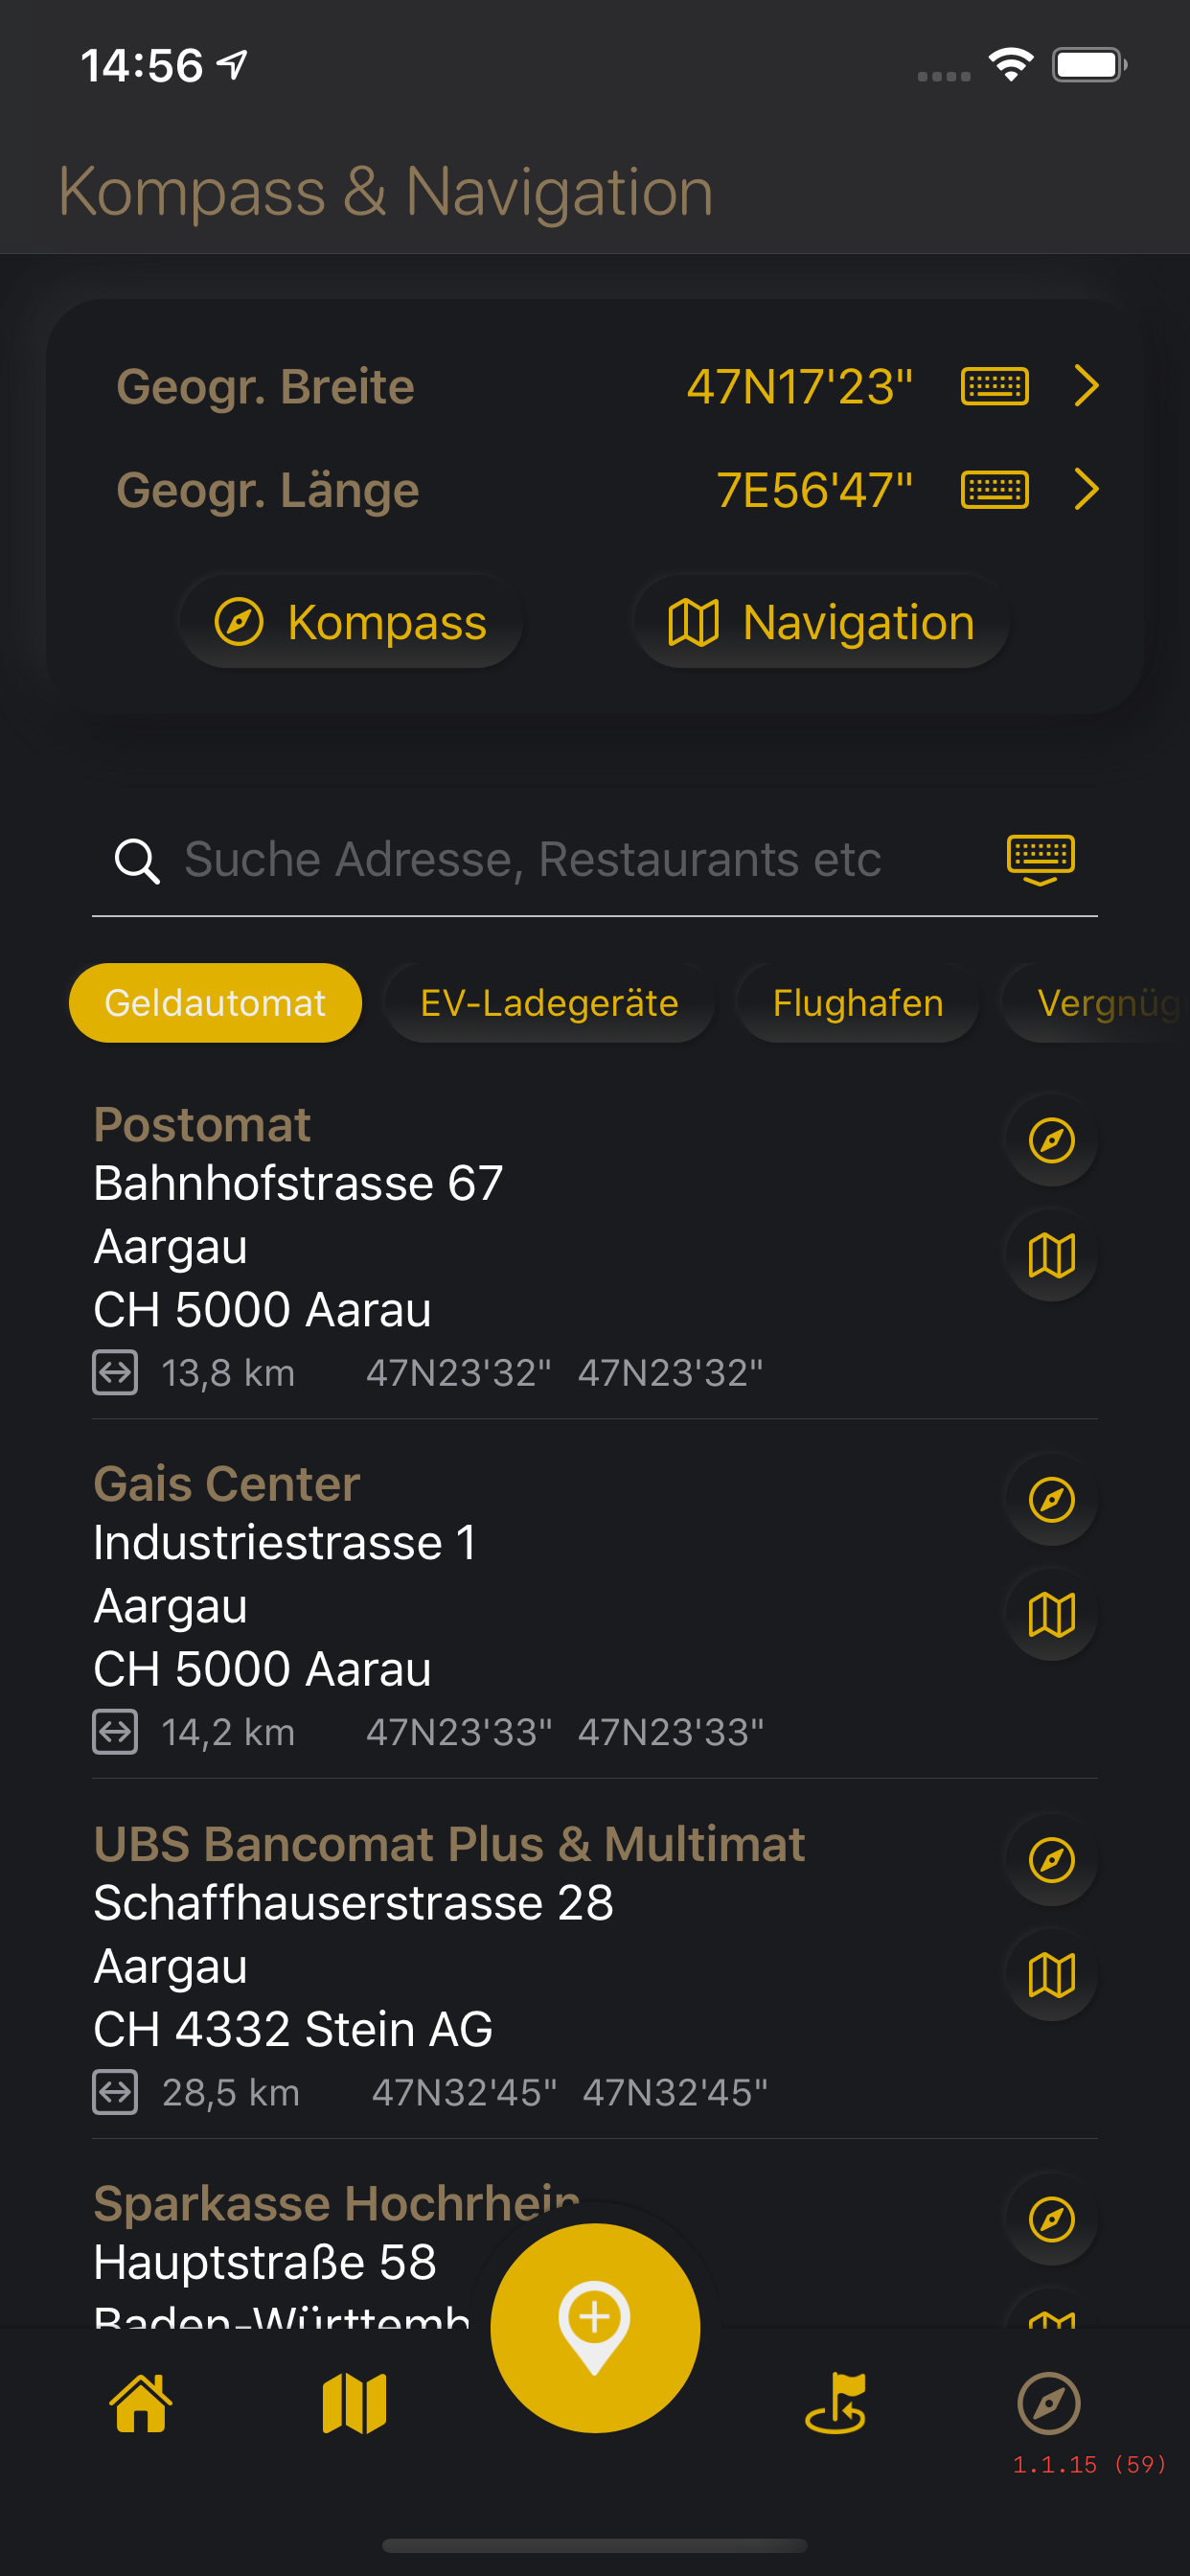 14:56
Kompass & Navigation
Geogr. Breite 47N17'23"
Geogr. Länge 7E56'47"
Kompass Navigation
Suche Adresse, Restaurants etc
Geldautomat EV-Ladegeräte Flughafen Vergnüg
Postomat
Bahnhofstrasse 67
Aargau
CH 5000 Aarau
13,8 km 47N23'32" 47N23'32"
Gais Center
Industriestrasse 1
Aargau
CH 5000 Aarau
14,2 km 47N23'33" 47N23'33"
UBS Bancomat Plus & Multimat
Schaffhauserstrasse 28
Aargau
CH 4332 Stein AG
28,5 km 47N32'45" 47N32'45"
Sparkasse Hochrhein
Hauptstraße 58
Baden-Württemb
1.1.15 (59)